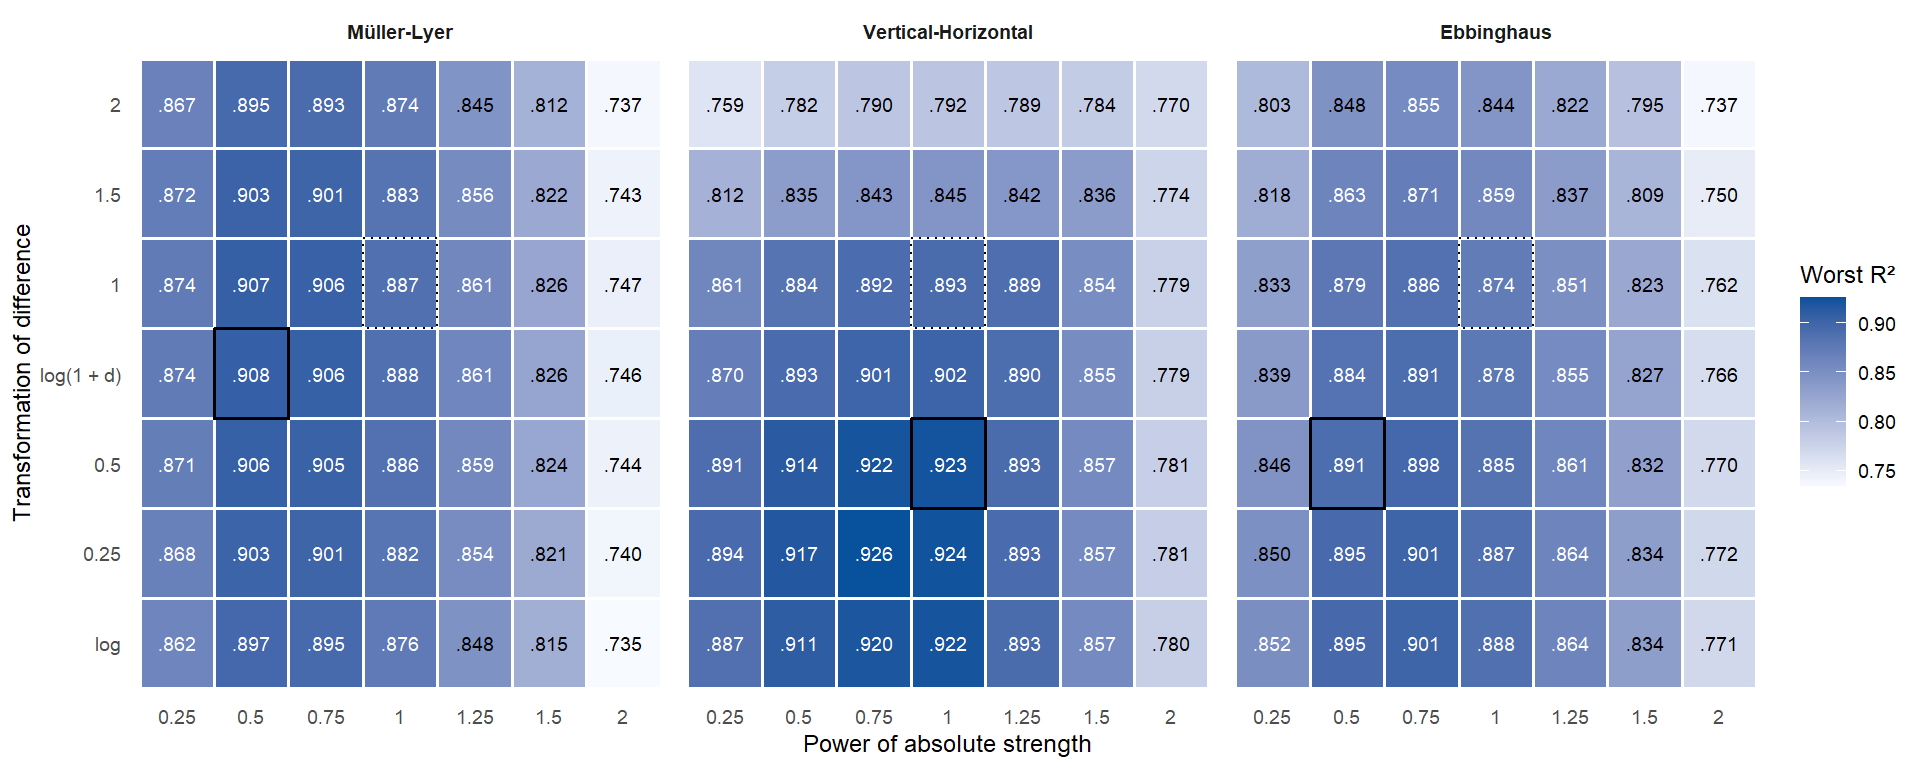 Müller-Lyer Vertical-Horizontal Ebbinghaus
2 .867 .895 .893 .874 .845 .812 .737 .759 .782 .790 .792 .789 .784 .770 .803 .848 .855 .844 .822 .795 .737
1.5 .872 .903 .901 .883 .856 .822 .743 .812 .835 .843 .845 .842 .836 .774 .818 .863 .871 .859 .837 .809 .750
1 .874 .907 .906 .887 .861 .826 .747 .861 .884 .892 .893 .889 .854 .779 .833 .879 .886 .874 .851 .823 .762
log(1 + d) .874 .908 .906 .888 .861 .826 .746 .870 .893 .901 .902 .890 .855 .779 .839 .884 .891 .878 .855 .827 .766
0.5 .871 .906 .905 .886 .859 .824 .744 .891 .914 .922 .923 .893 .857 .781 .846 .891 .898 .885 .861 .832 .770
0.25 .868 .903 .901 .882 .854 .821 .740 .894 .917 .926 .924 .893 .857 .781 .850 .895 .901 .887 .864 .834 .772
log .862 .897 .895 .876 .848 .815 .735 .887 .911 .920 .922 .893 .857 .780 .852 .895 .901 .888 .864 .834 .771
0.25 0.5 0.75 1 1.25 1.5 2 0.25 0.5 0.75 1 1.25 1.5 2 0.25 0.5 0.75 1 1.25 1.5 2
Power of absolute strength
Transformation of difference
Worst R²
0.90
0.85
0.80
0.75